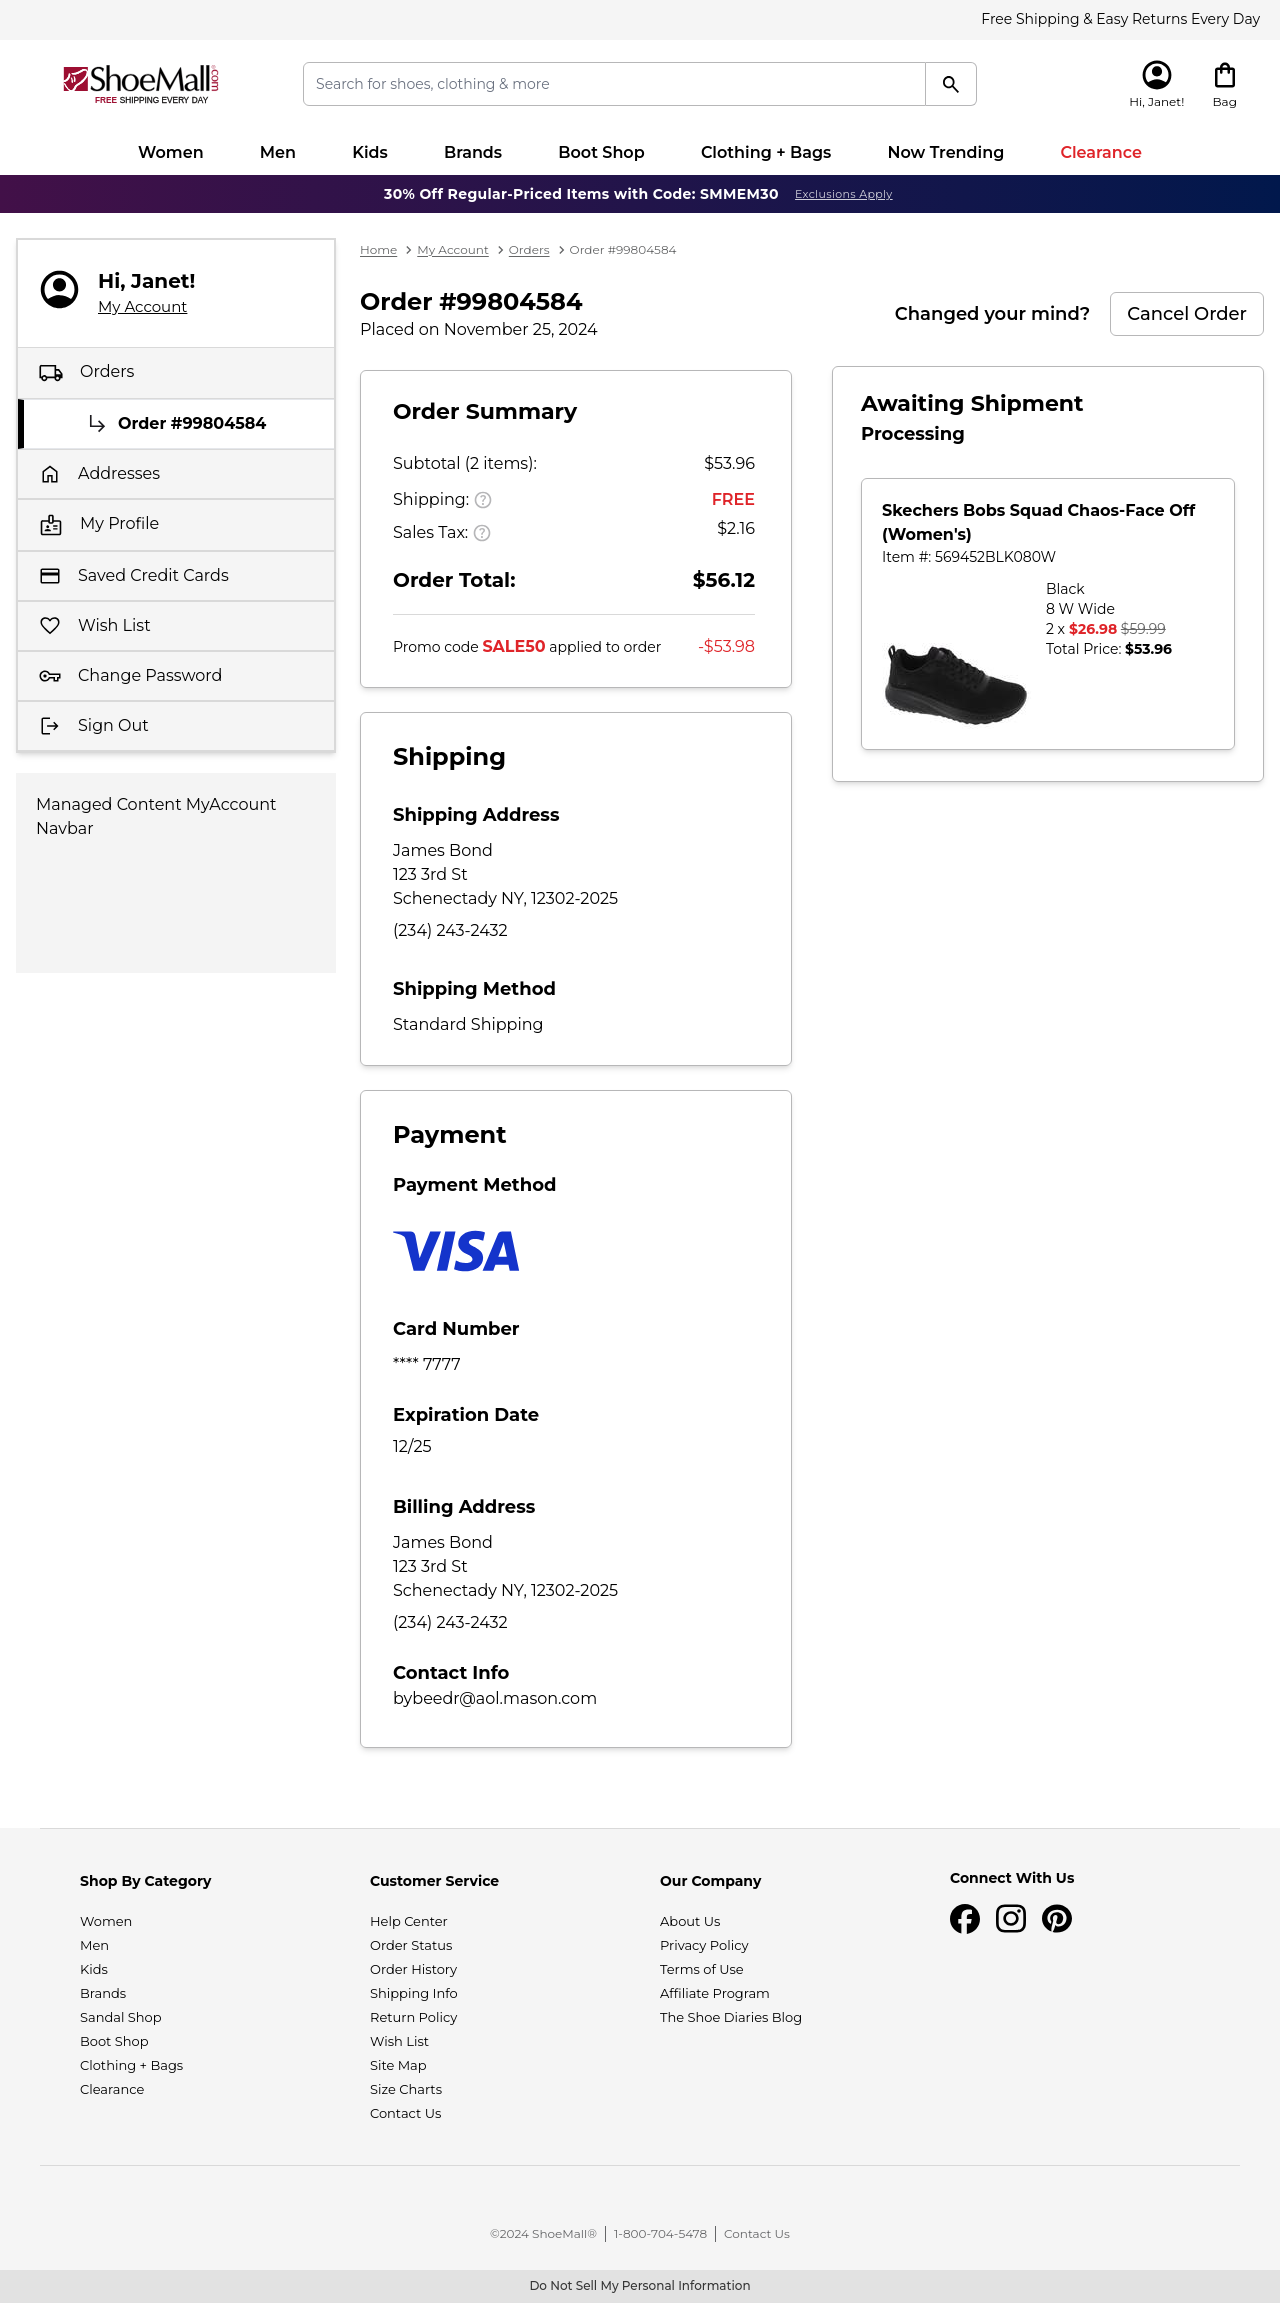 Free Shipping & Easy Returns Every Day
ShoeMall.com
FREE SHIPPING EVERY DAY
Search for shoes, clothing & more
Hi, Janet!
Bag
Women
Men
Kids
Brands
Boot Shop
Clothing + Bags
Now Trending
Clearance
30% Off Regular-Priced Items with Code: SMMEM30 Exclusions Apply
Hi, Janet!
My Account
Orders
Order #99804584
Addresses
My Profile
Saved Credit Cards
Wish List
Change Password
Sign Out
Managed Content MyAccount
Navbar
Home > My Account > Orders > Order #99804584
Order #99804584
Placed on November 25, 2024
Changed your mind?
Cancel Order
Order Summary
Subtotal (2 items): $53.96
Shipping: ? FREE
Sales Tax: ? $2.16
Order Total: $56.12
Promo code SALE50 applied to order -$53.98
Shipping
Shipping Address
James Bond
123 3rd St
Schenectady NY, 12302-2025
(234) 243-2432
Shipping Method
Standard Shipping
Payment
Payment Method
VISA
Card Number
**** 7777
Expiration Date
12/25
Billing Address
James Bond
123 3rd St
Schenectady NY, 12302-2025
(234) 243-2432
Contact Info
bybeedr@aol.mason.com
Awaiting Shipment
Processing
Skechers Bobs Squad Chaos-Face Off
(Women's)
Item #: 569452BLK080W
Black
8 W Wide
2 x $26.98 $59.99
Total Price: $53.96
Shop By Category
Women
Men
Kids
Brands
Sandal Shop
Boot Shop
Clothing + Bags
Clearance
Customer Service
Help Center
Order Status
Order History
Shipping Info
Return Policy
Wish List
Site Map
Size Charts
Contact Us
Our Company
About Us
Privacy Policy
Terms of Use
Affiliate Program
The Shoe Diaries Blog
Connect With Us
©2024 ShoeMall® | 1-800-704-5478 | Contact Us
Do Not Sell My Personal Information